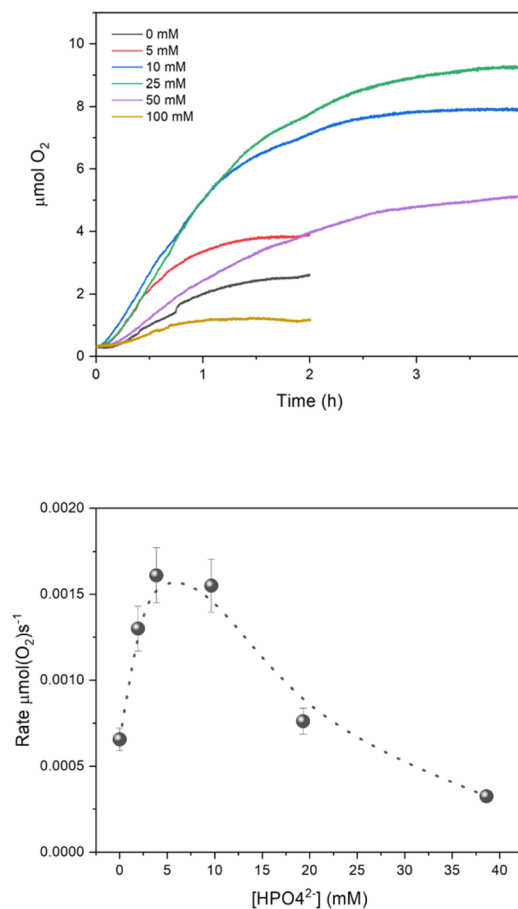 0 mM
5 mM
10 mM
25 mM
50 mM
100 mM
10
8
6
4
2
0
μmol O₂
0 1 2 3
Time (h)
0.0020
0.0015
0.0010
0.0005
0.0000
Rate μmol(O₂)s⁻¹
0 5 10 15 20 25 30 35 40
[HPO4²⁻] (mM)